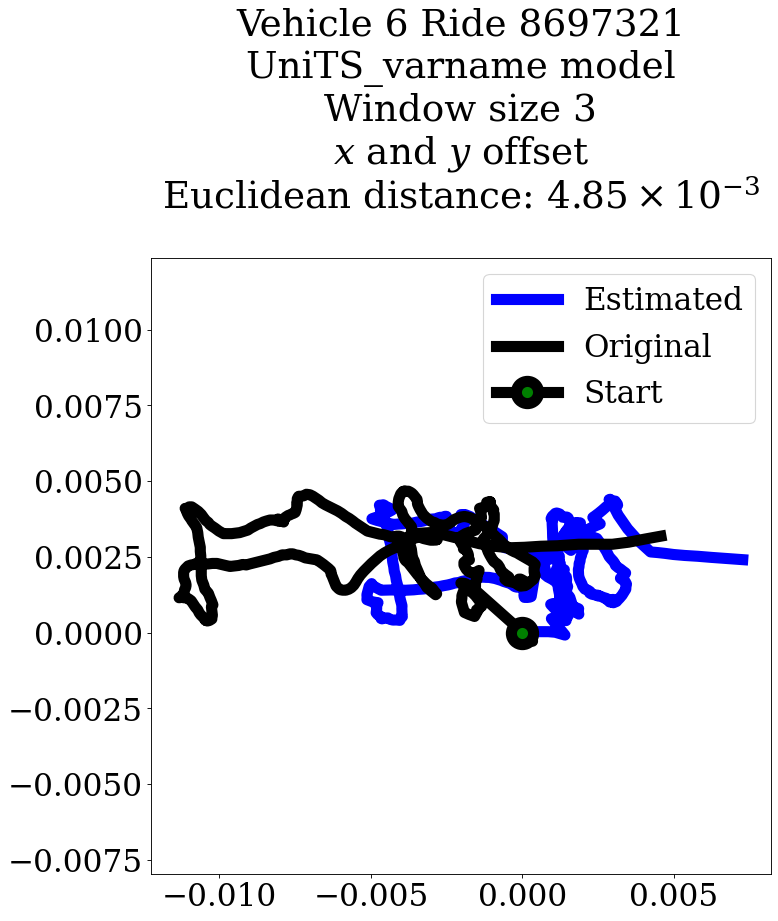 Vehicle 6 Ride 8697321
UniTS_varname model
Window size 3
x and y offset
Euclidean distance: 4.85 × 10⁻³
Estimated
Original
Start
0.0100
0.0075
0.0050
0.0025
0.0000
−0.0025
−0.0050
−0.0075
−0.010
−0.005
0.000
0.005